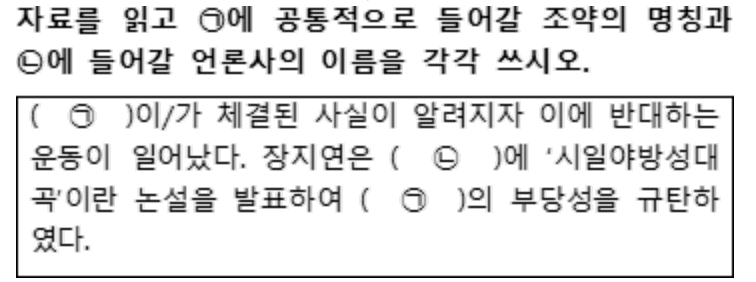 자료를 읽고 ㉠에 공통적으로 들어갈 조약의 명칭과
㉡에 들어갈 언론사의 이름을 각각 쓰시오.
( ㉠ )이/가 체결된 사실이 알려지자 이에 반대하는
운동이 일어났다. 장지연은 ( ㉡ )에 ‘시일야방성대
곡’이란 논설을 발표하여 ( ㉠ )의 부당성을 규탄하
였다.